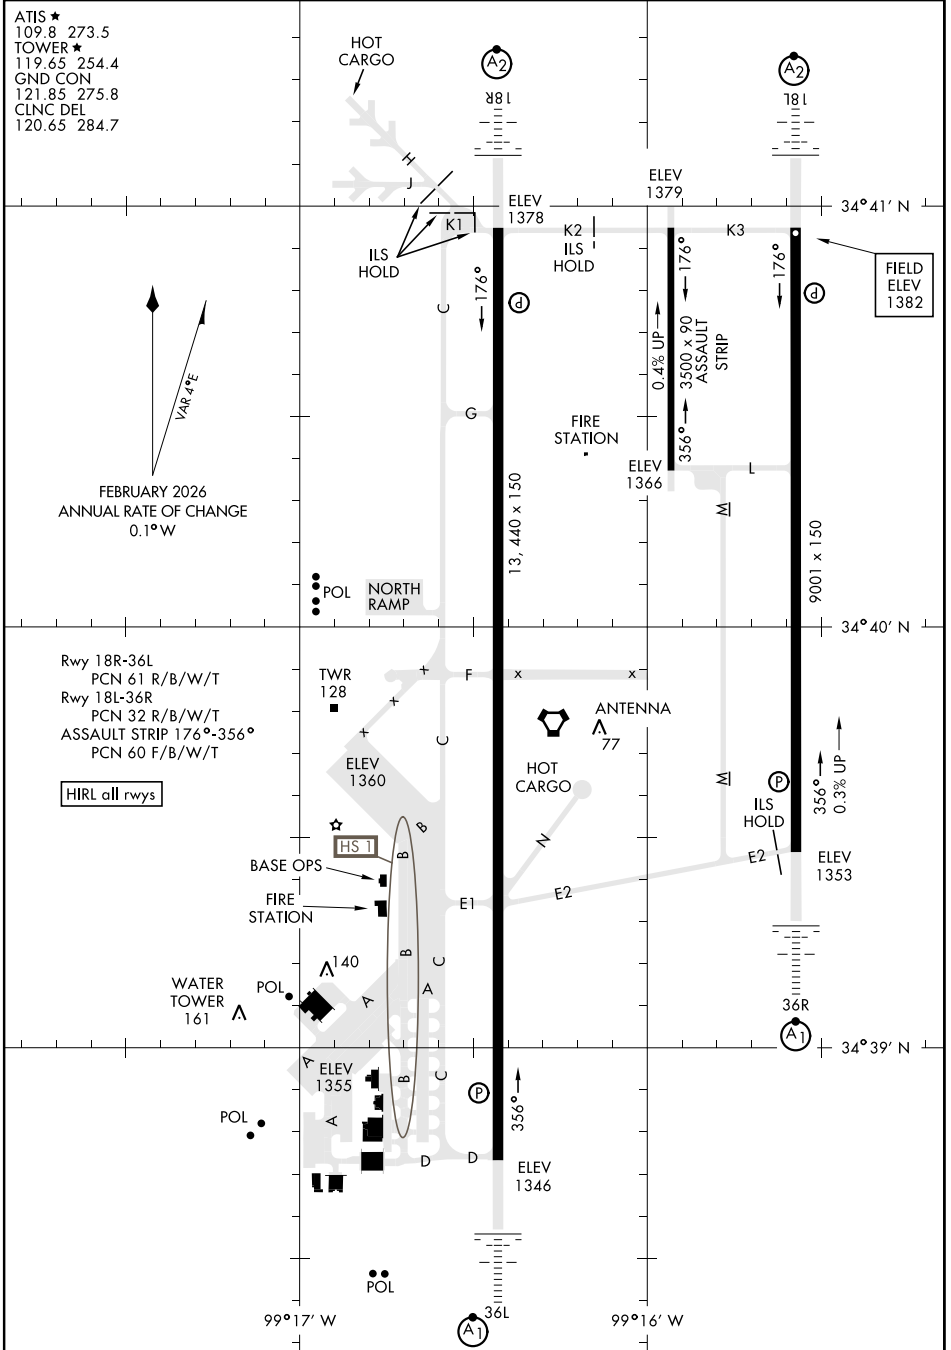 ATIS ★
109.8 273.5
TOWER ★
119.65 254.4
GND CON
121.85 275.8
CLNC DEL
120.65 284.7
HOT
CARGO
A2
18R
A2
18L
H
J
ELEV
1378
ELEV
1379
34°41' N
K1
K2
K3
ILS
HOLD
ILS
HOLD
FIELD
ELEV
1382
176°
176°
176°
P
P
C
VAR 4°E
0.4% UP
3500 x 90
ASSAULT
STRIP
G
FIRE
STATION
356°
ELEV
1366
L
FEBRUARY 2026
ANNUAL RATE OF CHANGE
0.1° W
M
13, 440 x 150
9001 x 150
POL
NORTH
RAMP
34°40' N
Rwy 18R-36L
PCN 61 R/B/W/T
Rwy 18L-36R
PCN 32 R/B/W/T
ASSAULT STRIP 176°-356°
PCN 60 F/B/W/T
HIRL all rwys
TWR
128
x
x
x
F
x
x
ANTENNA
77
C
ELEV
1360
HOT
CARGO
M
P
356°
0.3% UP
ILS
HOLD
B
HS 1
B
N
BASE OPS
E2
ELEV
1353
FIRE
STATION
E1
E2
B
C
140
WATER
TOWER
161
POL
A
A
36R
A1
34°39' N
A
ELEV
1355
B
C
P
356°
POL
A
D
D
ELEV
1346
POL
36L
A1
99°17' W
99°16' W